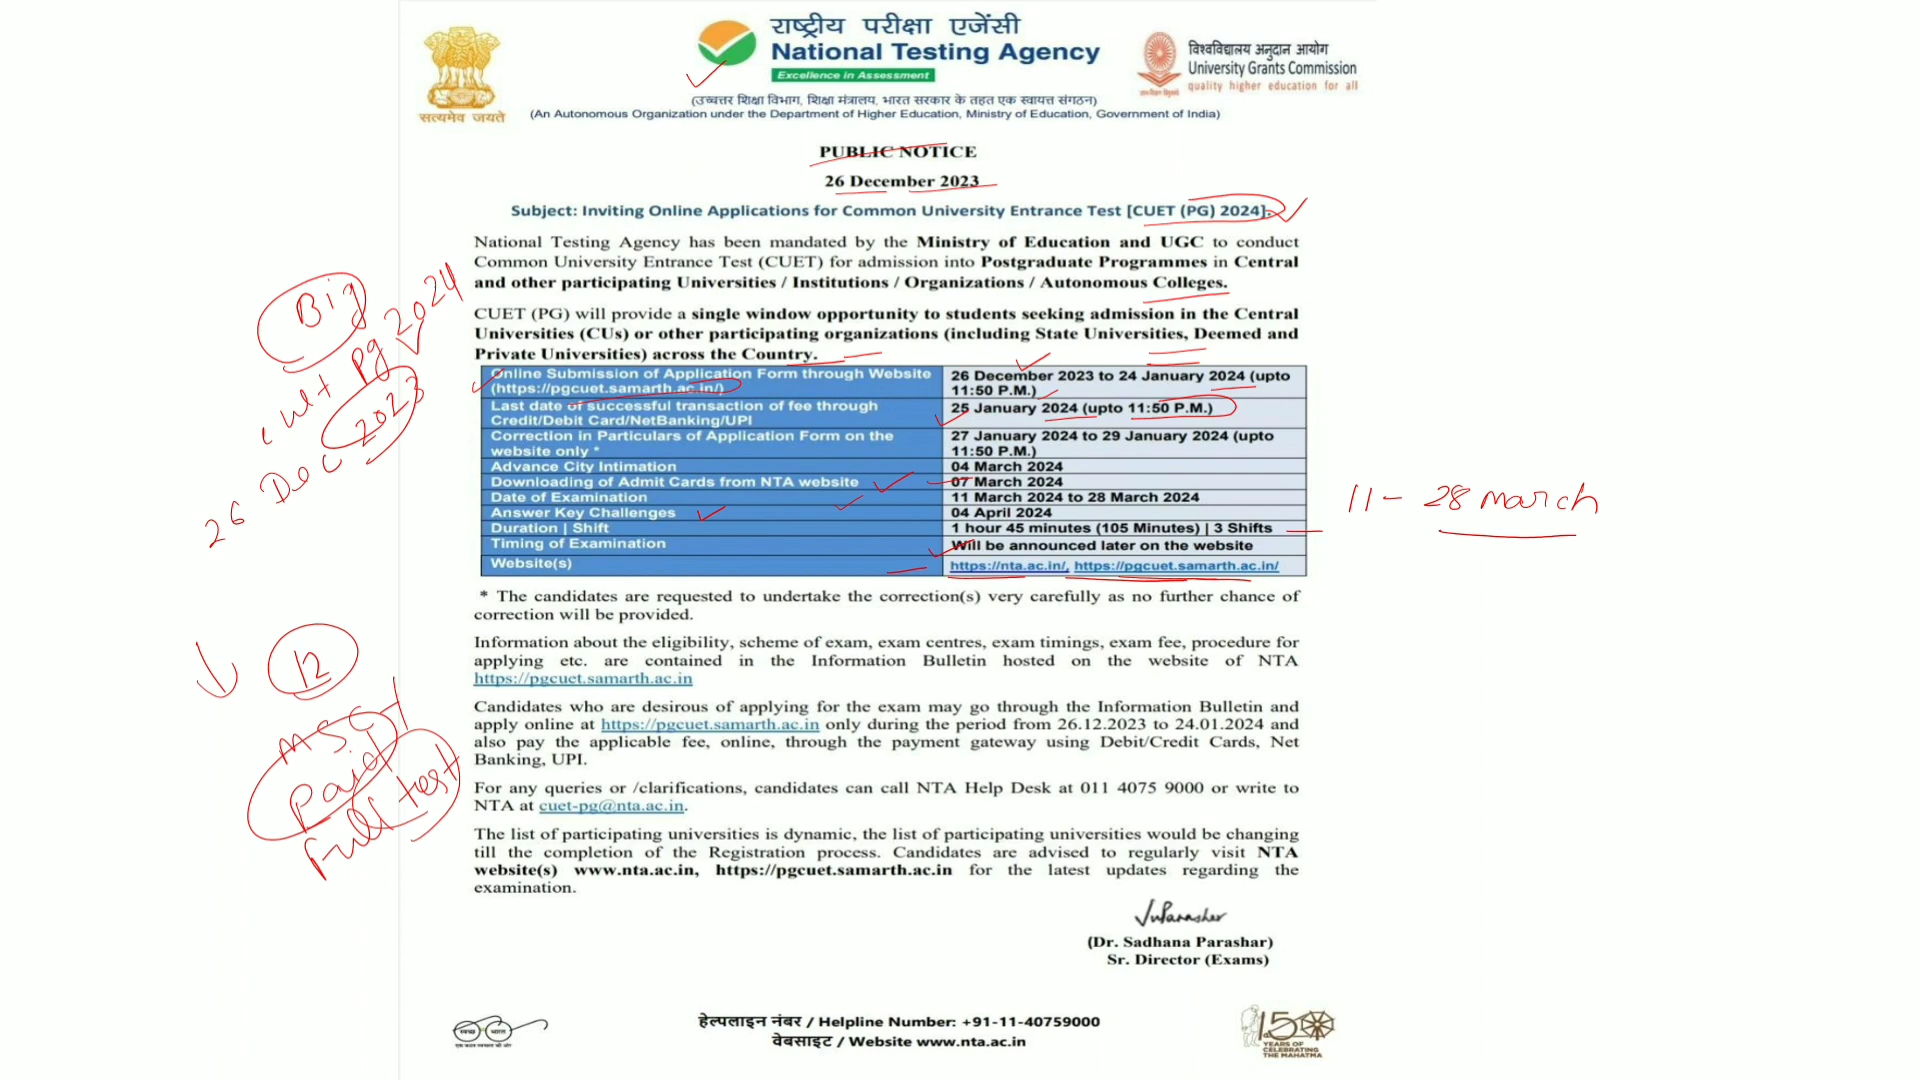 राष्ट्रीय परीक्षा एजेंसी
National Testing Agency
Excellence in Assessment
विश्वविद्यालय अनुदान आयोग
University Grants Commission
quality higher education for all
सत्यमेव जयते
(उच्चत्तर शिक्षा विभाग, शिक्षा मंत्रालय, भारत सरकार के तहत एक स्वायत्त संगठन)
(An Autonomous Organization under the Department of Higher Education, Ministry of Education, Government of India)
PUBLIC NOTICE
26 December 2023
Subject: Inviting Online Applications for Common University Entrance Test [CUET (PG) 2024].
National Testing Agency has been mandated by the Ministry of Education and UGC to conduct
Common University Entrance Test (CUET) for admission into Postgraduate Programmes in Central
and other participating Universities / Institutions / Organizations / Autonomous Colleges.
CUET (PG) will provide a single window opportunity to students seeking admission in the Central
Universities (CUs) or other participating organizations (including State Universities, Deemed and
Private Universities) across the Country.
Online Submission of Application Form through Website
(https://pgcuet.samarth.ac.in/)
26 December 2023 to 24 January 2024 (upto
11:50 P.M.)
Last date of successful transaction of fee through
Credit/Debit Card/NetBanking/UPI
25 January 2024 (upto 11:50 P.M.)
Correction in Particulars of Application Form on the
website only *
27 January 2024 to 29 January 2024 (upto
11:50 P.M.)
Advance City Intimation
04 March 2024
Downloading of Admit Cards from NTA website
07 March 2024
Date of Examination
11 March 2024 to 28 March 2024
Answer Key Challenges
04 April 2024
Duration | Shift
1 hour 45 minutes (105 Minutes) | 3 Shifts
Timing of Examination
Will be announced later on the website
Website(s)
https://nta.ac.in/, https://pgcuet.samarth.ac.in/
* The candidates are requested to undertake the correction(s) very carefully as no further chance of
correction will be provided.
Information about the eligibility, scheme of exam, exam centres, exam timings, exam fee, procedure for
applying etc. are contained in the Information Bulletin hosted on the website of NTA
https://pgcuet.samarth.ac.in
Candidates who are desirous of applying for the exam may go through the Information Bulletin and
apply online at https://pgcuet.samarth.ac.in only during the period from 26.12.2023 to 24.01.2024 and
also pay the applicable fee, online, through the payment gateway using Debit/Credit Cards, Net
Banking, UPI.
For any queries or /clarifications, candidates can call NTA Help Desk at 011 4075 9000 or write to
NTA at cuet-pg@nta.ac.in.
The list of participating universities is dynamic, the list of participating universities would be changing
till the completion of the Registration process. Candidates are advised to regularly visit NTA
website(s) www.nta.ac.in, https://pgcuet.samarth.ac.in for the latest updates regarding the
examination.
(Dr. Sadhana Parashar)
Sr. Director (Exams)
हेल्पलाइन नंबर / Helpline Number: +91-11-40759000
वेबसाइट / Website www.nta.ac.in
150
YEARS OF
CELEBRATING
THE MAHATMA
Big
Pg 2024
26 Dec 2023
12
Paid
Full test
11 - 28 march